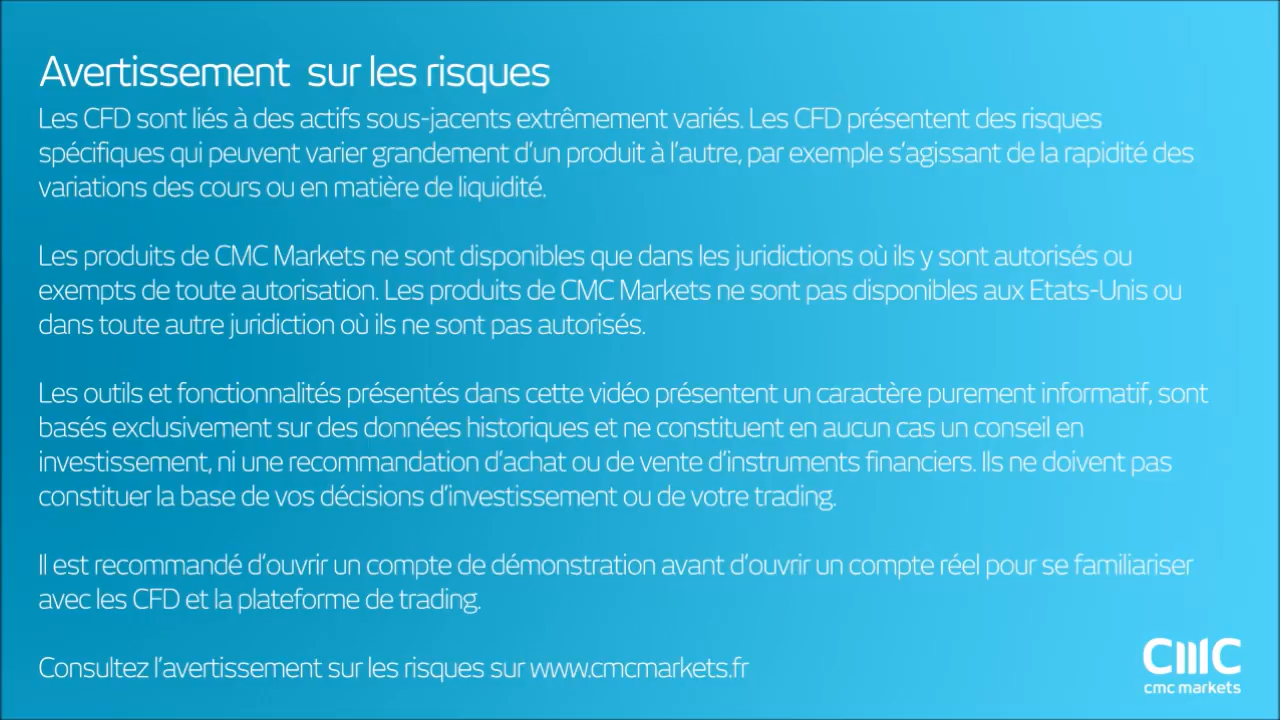 Avertissement sur les risques
Les CFD sont liés à des actifs sous-jacents extrêmement variés. Les CFD présentent des risques
spécifiques qui peuvent varier grandement d'un produit à l'autre, par exemple s'agissant de la rapidité des
variations des cours ou en matière de liquidité.
Les produits de CMC Markets ne sont disponibles que dans les juridictions où ils y sont autorisés ou
exempts de toute autorisation. Les produits de CMC Markets ne sont pas disponibles aux Etats-Unis ou
dans toute autre juridiction où ils ne sont pas autorisés.
Les outils et fonctionnalités présentés dans cette vidéo présentent un caractère purement informatif, sont
basés exclusivement sur des données historiques et ne constituent en aucun cas un conseil en
investissement, ni une recommandation d'achat ou de vente d'instruments financiers. Ils ne doivent pas
constituer la base de vos décisions d'investissement ou de votre trading.
Il est recommandé d'ouvrir un compte de démonstration avant d'ouvrir un compte réel pour se familiariser
avec les CFD et la plateforme de trading.
Consultez l'avertissement sur les risques sur www.cmcmarkets.fr
CMC
cmc markets